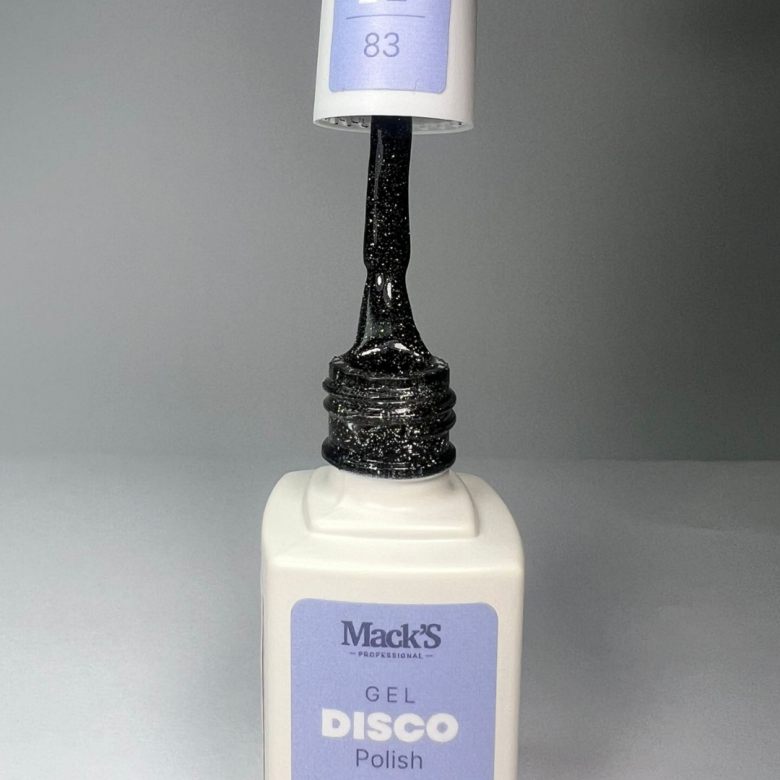 83
Mack'S
PROFESSIONAL
GEL
DISCO
Polish